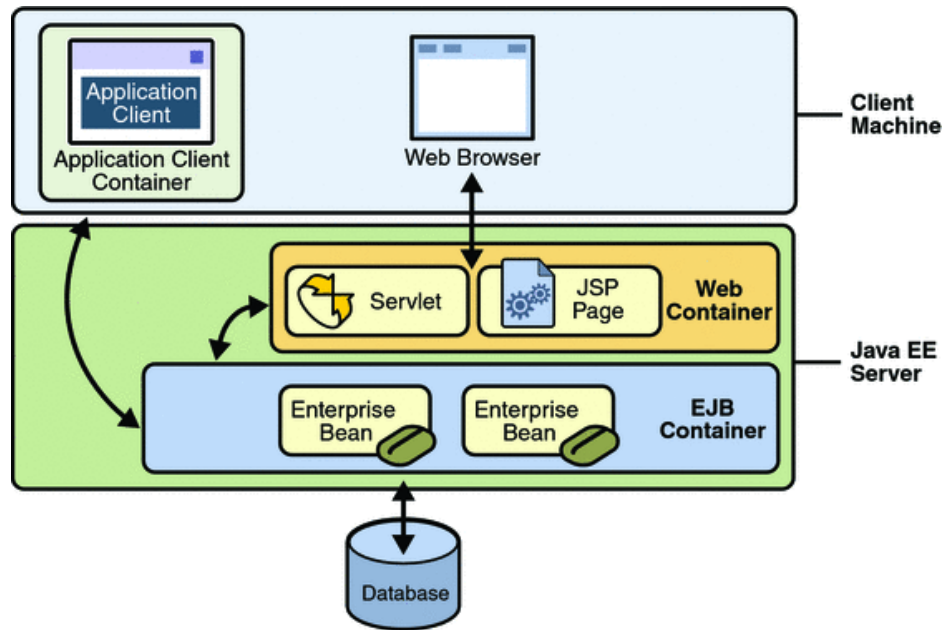 Application
Client
Application Client
Container
Web Browser
Client
Machine
Servlet
JSP
Page
Web
Container
Java EE
Server
Enterprise
Bean
Enterprise
Bean
EJB
Container
Database